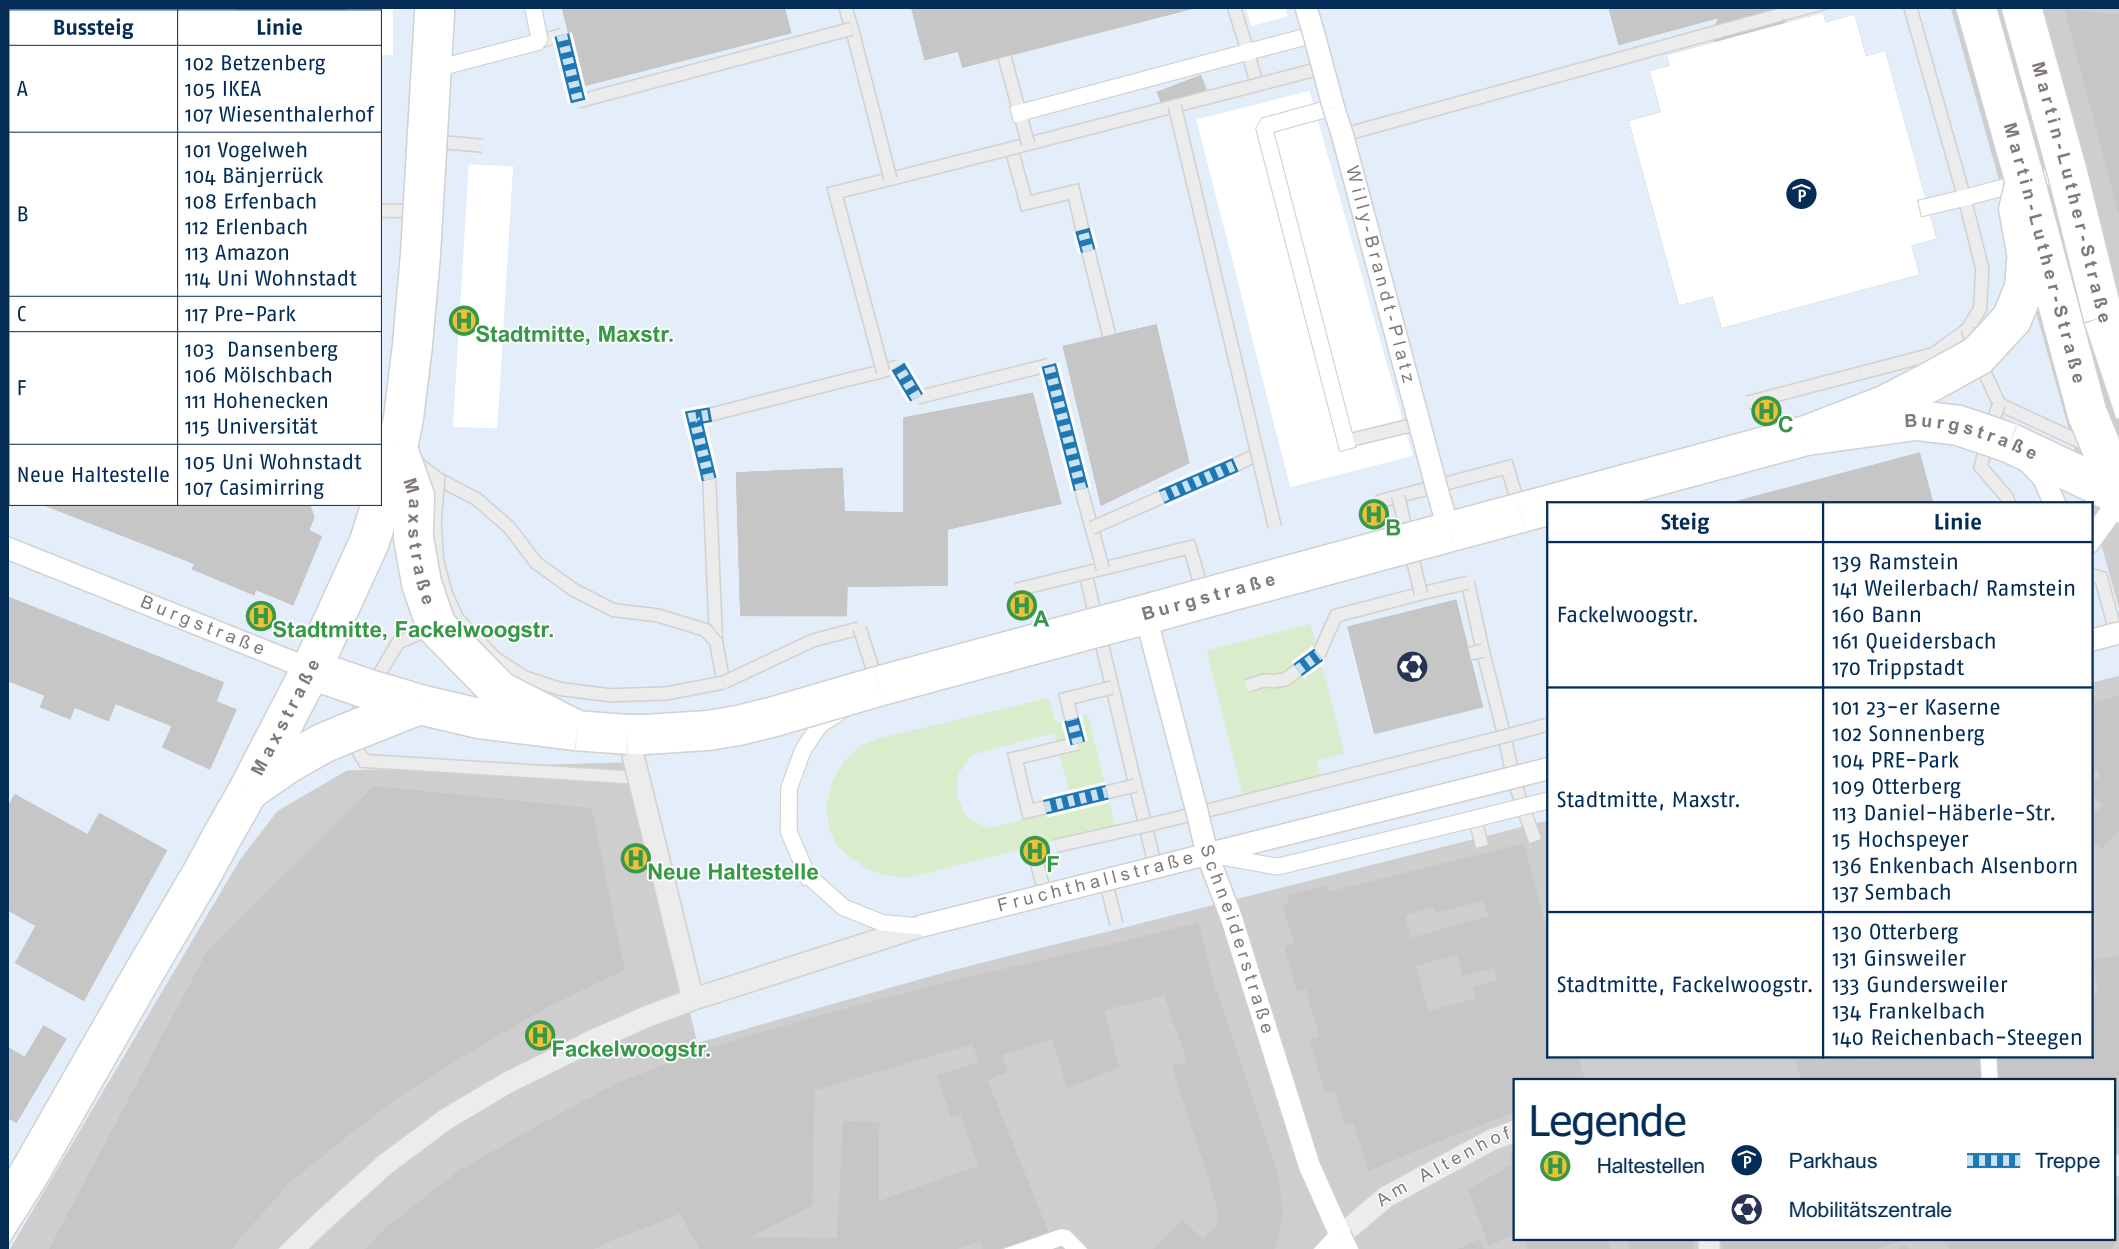 Bussteig Linie
A
102 Betzenberg
105 IKEA
107 Wiesenthalerhof
B
101 Vogelweh
104 Bänjerrück
108 Erfenbach
112 Erlenbach
113 Amazon
114 Uni Wohnstadt
C
117 Pre-Park
F
103 Dansenberg
106 Mölschbach
111 Hohenecken
115 Universität
Neue Haltestelle
105 Uni Wohnstadt
107 Casimirring
Martin-Luther-Straße
Martin-Luther-Straße
P
Willy-Brandt-Platz
H Stadtmitte, Maxstr.
H C
Burgstraße
Maxstraße
H B
Burgstraße
H A
Burgstraße
H Stadtmitte, Fackelwoogstr.
Maxstraße
H Neue Haltestelle
H F
Fruchthallstraße
Schneiderstraße
H Fackelwoogstr.
Am Altenhof
Steig Linie
Fackelwoogstr.
139 Ramstein
141 Weilerbach/ Ramstein
160 Bann
161 Queidersbach
170 Trippstadt
Stadtmitte, Maxstr.
101 23-er Kaserne
102 Sonnenberg
104 PRE-Park
109 Otterberg
113 Daniel-Häberle-Str.
15 Hochspeyer
136 Enkenbach Alsenborn
137 Sembach
Stadtmitte, Fackelwoogstr.
130 Otterberg
131 Ginsweiler
133 Gundersweiler
134 Frankelbach
140 Reichenbach-Steegen
Legende
H Haltestellen
P Parkhaus
Treppe
Mobilitätszentrale